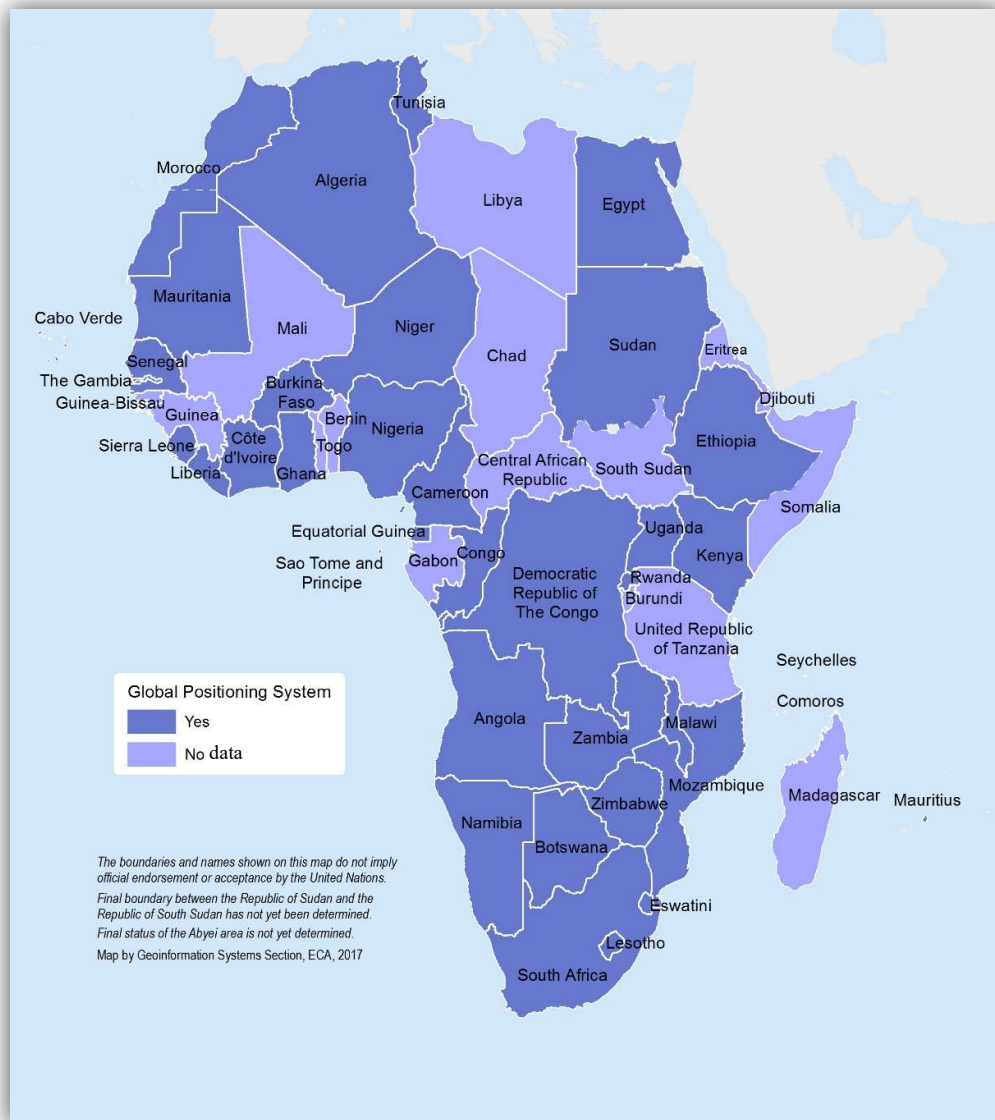 Tunisia
Morocco
Algeria
Libya
Egypt
Mauritania
Cabo Verde
Mali
Niger
Chad
Sudan
Eritrea
Senegal
The Gambia
Guinea-Bissau
Guinea
Burkina
Faso
Djibouti
Benin
Nigeria
Togo
Côte
d'Ivoire
Sierra Leone
Liberia
Ghana
Ethiopia
Central African
Republic
South Sudan
Cameroon
Somalia
Equatorial Guinea
Uganda
Sao Tome and
Principe
Gabon
Congo
Kenya
Democratic
Republic of
The Congo
Rwanda
Burundi
United Republic
of Tanzania
Seychelles
Comoros
Global Positioning System
Yes
No data
Angola
Zambia
Malawi
Mozambique
Madagascar
Mauritius
Zimbabwe
Namibia
Botswana
Eswatini
Lesotho
South Africa
The boundaries and names shown on this map do not imply
official endorsement or acceptance by the United Nations.
Final boundary between the Republic of Sudan and the
Republic of South Sudan has not yet been determined.
Final status of the Abyei area is not yet determined.
Map by Geoinformation Systems Section, ECA, 2017